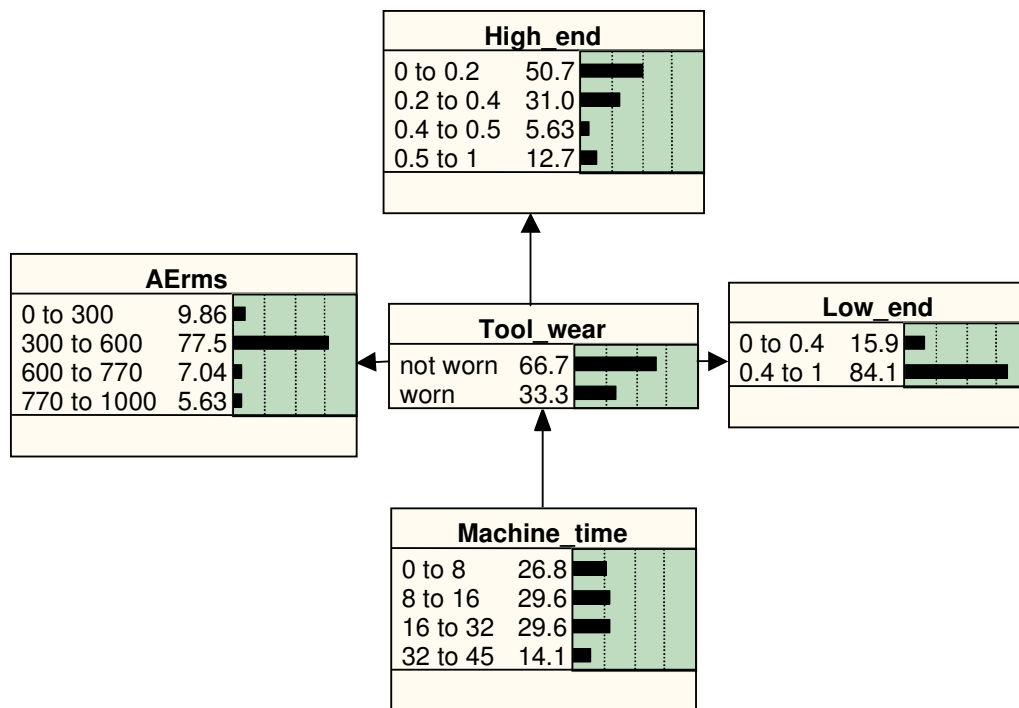 High_end
0 to 0.2 50.7
0.2 to 0.4 31.0
0.4 to 0.5 5.63
0.5 to 1 12.7
AErms
0 to 300 9.86
300 to 600 77.5
600 to 770 7.04
770 to 1000 5.63
Tool_wear
not worn 66.7
worn 33.3
Low_end
0 to 0.4 15.9
0.4 to 1 84.1
Machine_time
0 to 8 26.8
8 to 16 29.6
16 to 32 29.6
32 to 45 14.1